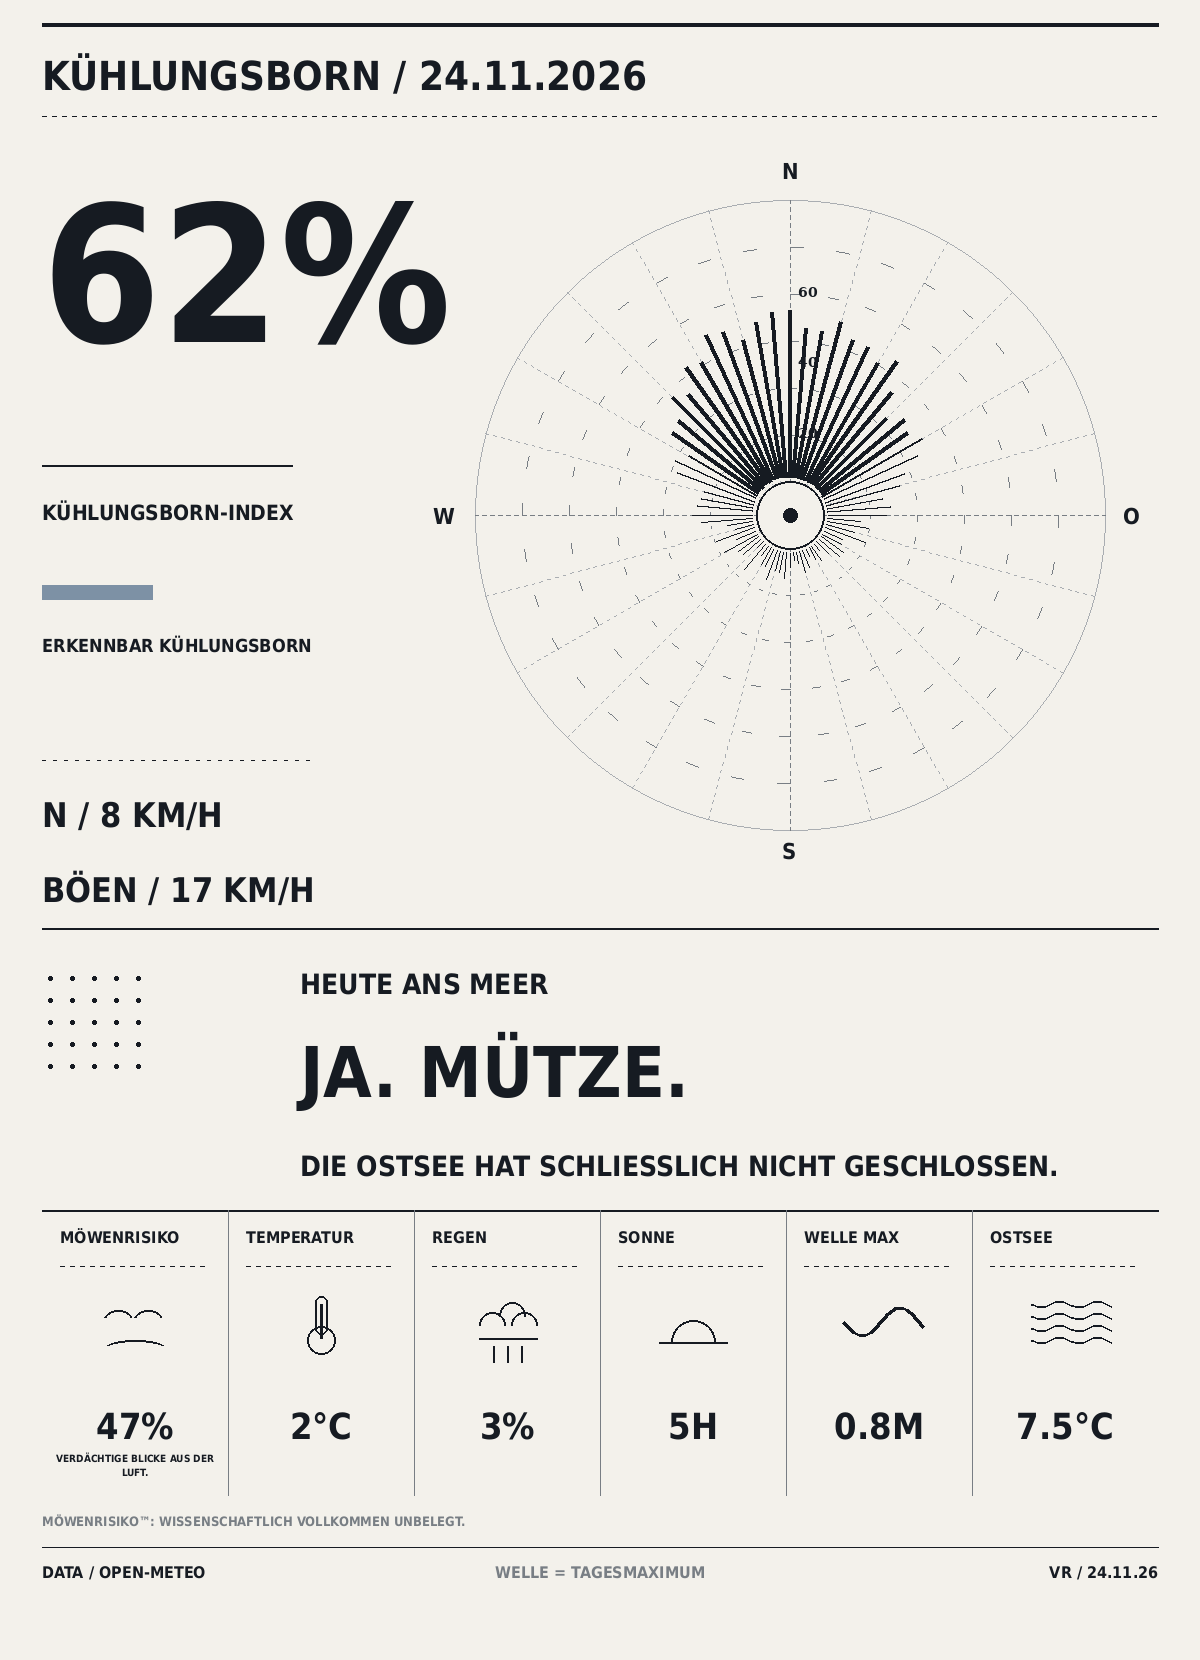 KÜHLUNGSBORN / 24.11.2026
62%
KÜHLUNGSBORN-INDEX
ERKENNBAR KÜHLUNGSBORN
N / 8 KM/H
BÖEN / 17 KM/H
N
60
40
20
W
O
S
HEUTE ANS MEER
JA. MÜTZE.
DIE OSTSEE HAT SCHLIESSLICH NICHT GESCHLOSSEN.
MÖWENRISIKO
47%
VERDÄCHTIGE BLICKE AUS DER
LUFT.
TEMPERATUR
2°C
REGEN
3%
SONNE
5H
WELLE MAX
0.8M
OSTSEE
7.5°C
MÖWENRISIKO™: WISSENSCHAFTLICH VOLLKOMMEN UNBELEGT.
DATA / OPEN-METEO
WELLE = TAGESMAXIMUM
VR / 24.11.26